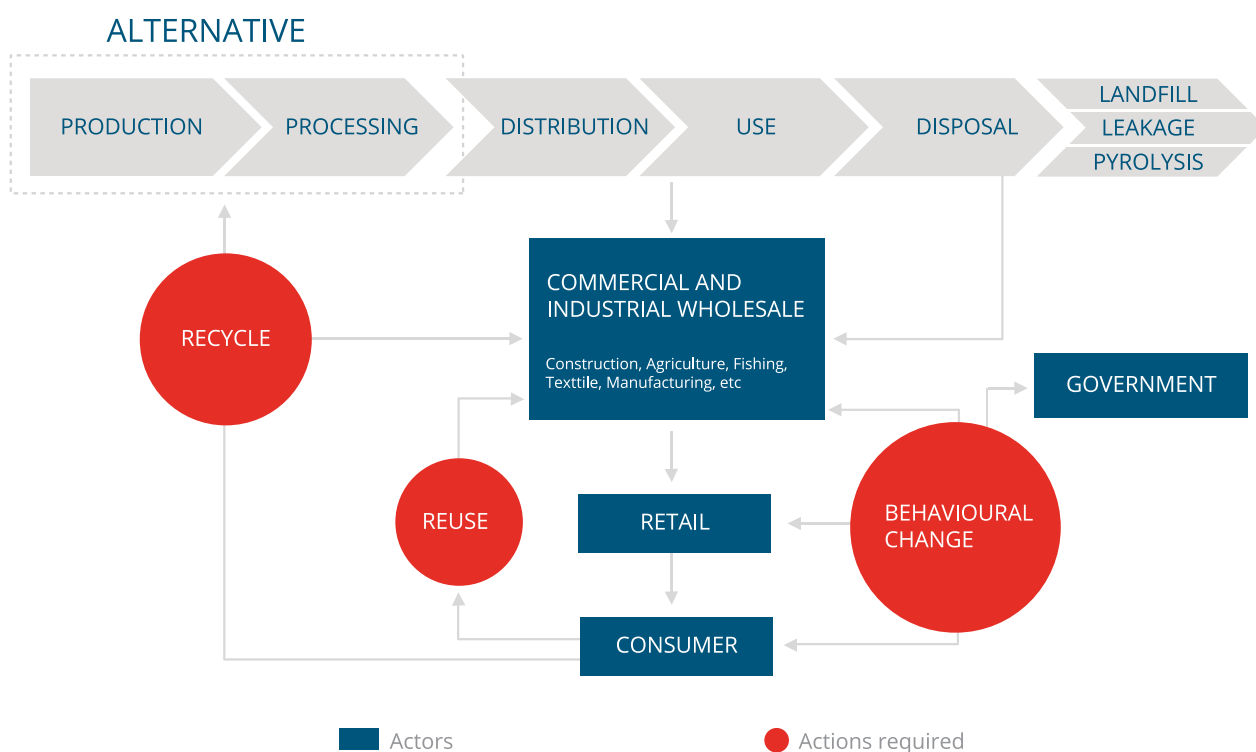 ALTERNATIVE
PRODUCTION
PROCESSING
DISTRIBUTION
USE
DISPOSAL
LANDFILL
LEAKAGE
PYROLYSIS
COMMERCIAL AND
INDUSTRIAL WHOLESALE
Construction, Agriculture, Fishing,
Texttile, Manufacturing, etc
RECYCLE
GOVERNMENT
REUSE
RETAIL
BEHAVIOURAL
CHANGE
CONSUMER
Actors
Actions required